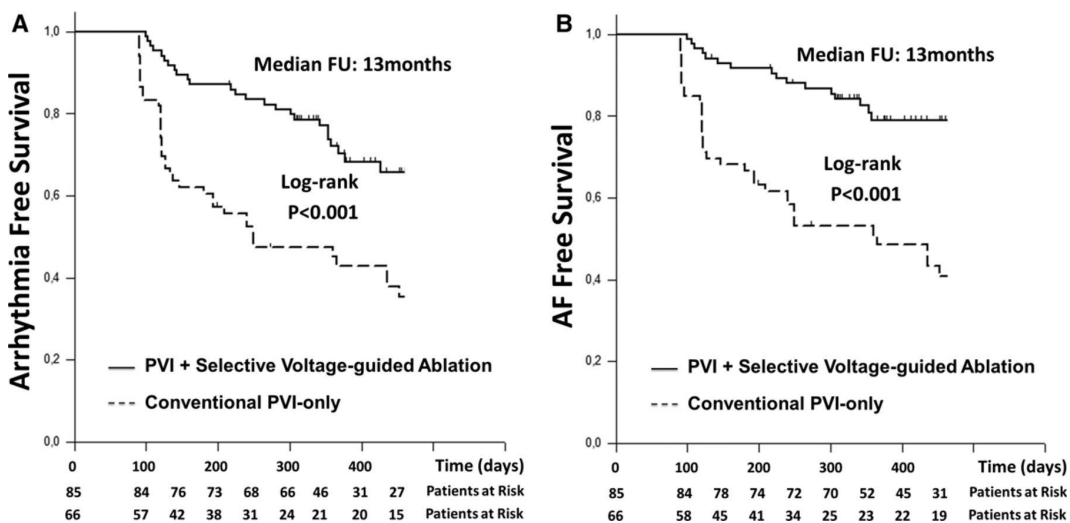 A
Arrhythmia Free Survival
1,0
0,8
0,6
0,4
0,2
0,0
Median FU: 13months
Log-rank
P<0.001
PVI + Selective Voltage-guided Ablation
Conventional PVI-only
0 100 200 300 400 Time (days)
85 84 76 73 68 66 46 31 27 Patients at Risk
66 57 42 38 31 24 21 20 15 Patients at Risk
B
AF Free Survival
1,0
0,8
0,6
0,4
0,2
0,0
Median FU: 13months
Log-rank
P<0.001
PVI + Selective Voltage-guided Ablation
Conventional PVI-only
0 100 200 300 400 Time (days)
85 84 78 74 72 70 52 45 31 Patients at Risk
66 58 45 41 34 25 23 22 19 Patients at Risk